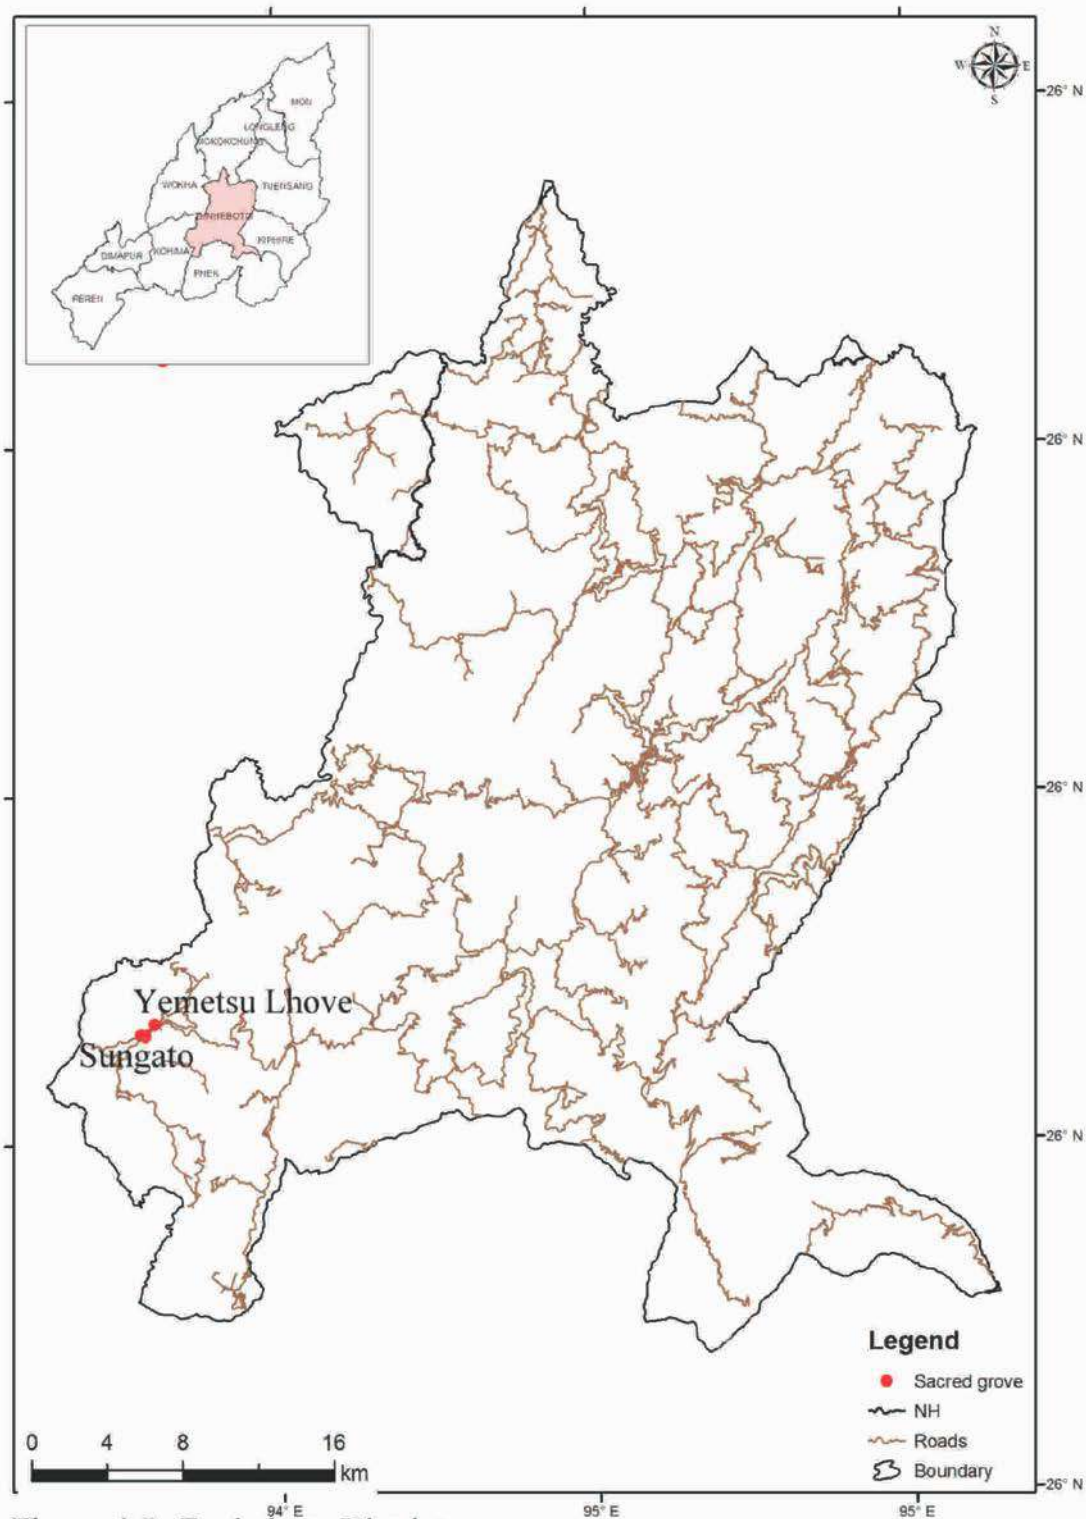 N
W E
S
MON
LONGLENG
MOKOKCHUNG
WOKHA
TUENSANG
ZUNHEBOTO
KIPHIRE
KOHIMA
DIMAPUR
PHEK
PEREN
26° N
26° N
26° N
26° N
26° N
Yemetsu Lhove
Sungato
Legend
Sacred grove
NH
Roads
Boundary
0 4 8 16
km
94° E 95° E 95° E